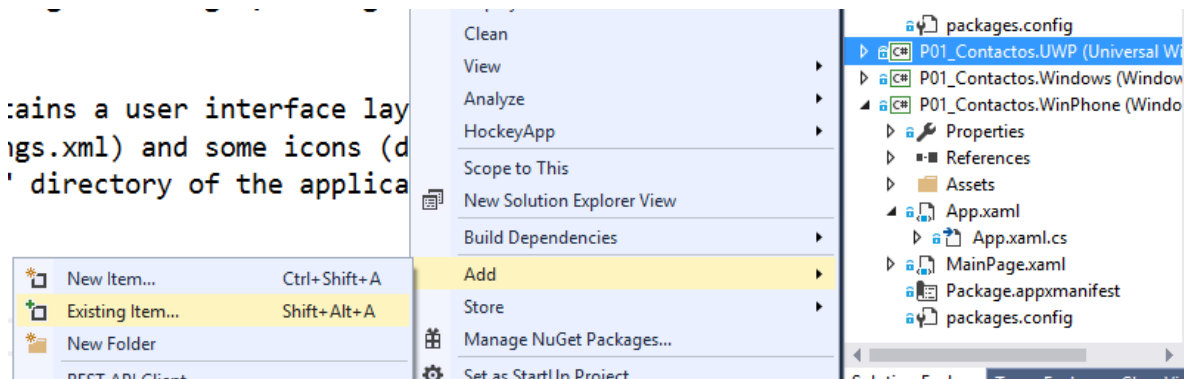 tains a user interface lay
ngs.xml) and some icons (d
" directory of the applica
Clean
View
Analyze
HockeyApp
Scope to This
New Solution Explorer View
Build Dependencies
Add
Store
Manage NuGet Packages...
Set as StartUp Project
New Item... Ctrl+Shift+A
Existing Item... Shift+Alt+A
New Folder
REST API Client
packages.config
C# P01_Contactos.UWP (Universal Wi
C# P01_Contactos.Windows (Window
C# P01_Contactos.WinPhone (Windo
Properties
References
Assets
App.xaml
App.xaml.cs
MainPage.xaml
Package.appxmanifest
packages.config